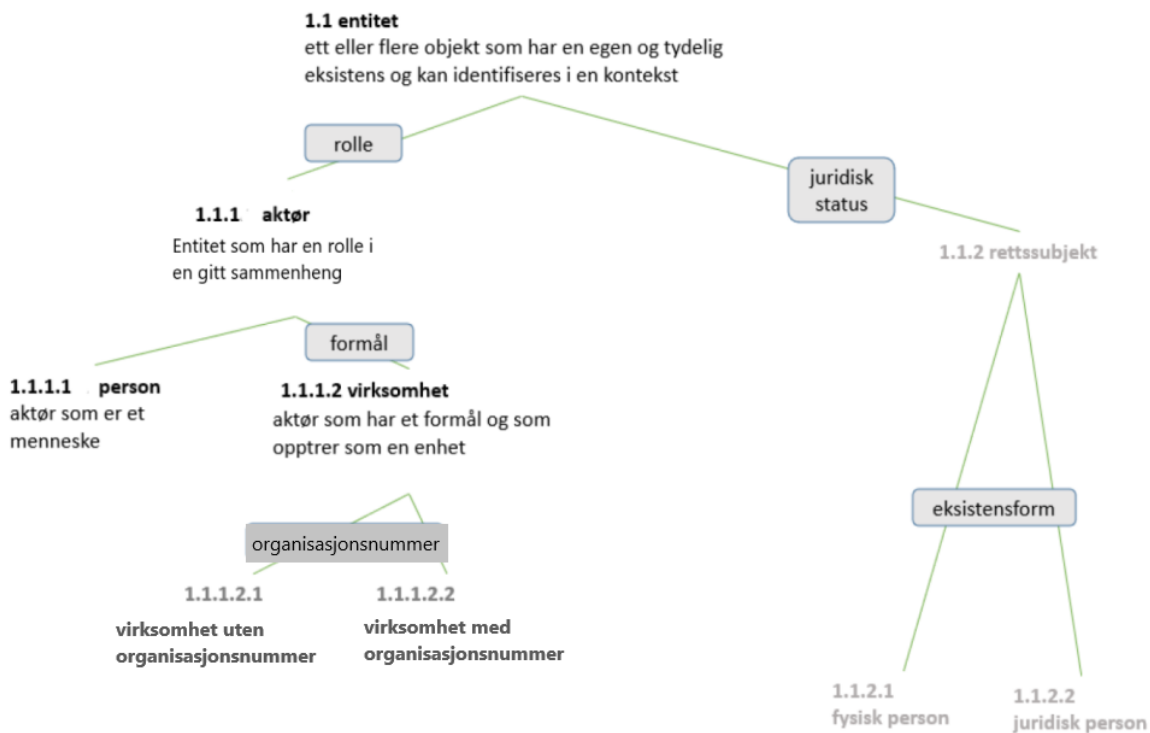 1.1 entitet
ett eller flere objekt som har en egen og tydelig
eksistens og kan identifiseres i en kontekst
rolle
juridisk
status
1.1.1 aktør
Entitet som har en rolle i
en gitt sammenheng
1.1.2 rettssubjekt
formål
1.1.1.1 person
aktør som er et
menneske
1.1.1.2 virksomhet
aktør som har et formål og som
opptrer som en enhet
eksistensform
organisasjonsnummer
1.1.1.2.1
virksomhet uten
organisasjonsnummer
1.1.1.2.2
virksomhet med
organisasjonsnummer
1.1.2.1
fysisk person
1.1.2.2
juridisk person